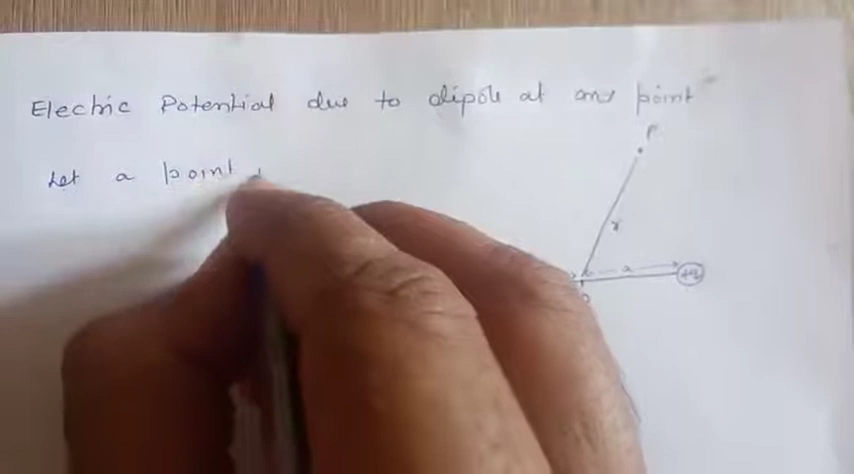 Electric Potential due to dipole at any point
Let a point
P
r
a
+q
O